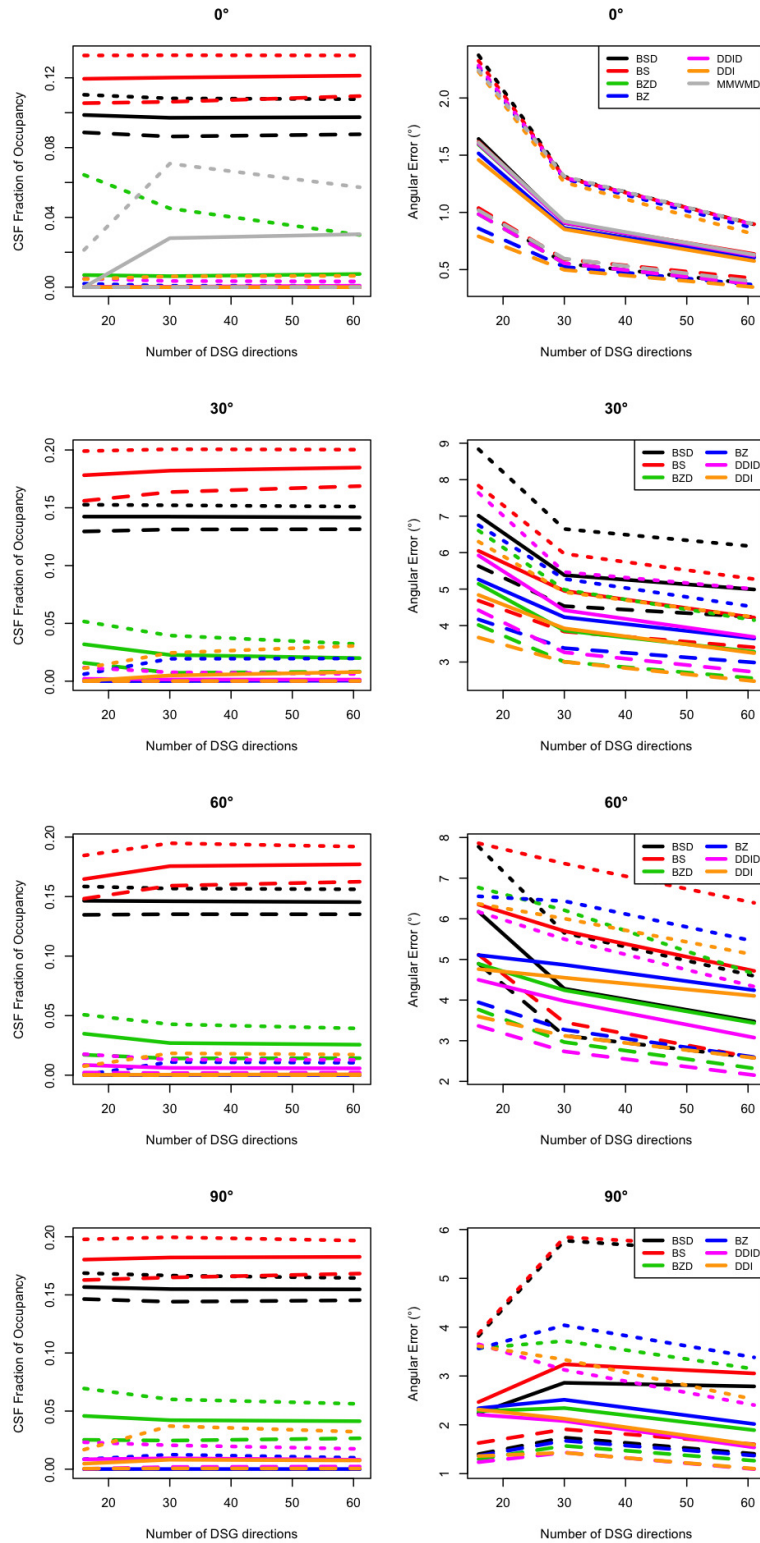 0°
CSF Fraction of Occupancy
0.00 0.04 0.08 0.12
20 30 40 50 60
Number of DSG directions
0°
Angular Error (°)
0.5 1.0 1.5 2.0
BSD DDID
BS DDI
BZD MMWMD
BZ
20 30 40 50 60
Number of DSG directions
30°
CSF Fraction of Occupancy
0.00 0.05 0.10 0.15 0.20
20 30 40 50 60
Number of DSG directions
30°
Angular Error (°)
3 4 5 6 7 8 9
BSD BZ
BS DDID
BZD DDI
20 30 40 50 60
Number of DSG directions
60°
CSF Fraction of Occupancy
0.00 0.05 0.10 0.15 0.20
20 30 40 50 60
Number of DSG directions
60°
Angular Error (°)
2 3 4 5 6 7 8
BSD BZ
BS DDID
BZD DDI
20 30 40 50 60
Number of DSG directions
90°
CSF Fraction of Occupancy
0.00 0.05 0.10 0.15 0.20
20 30 40 50 60
Number of DSG directions
90°
Angular Error (°)
1 2 3 4 5 6
BSD BZ
BS DDID
BZD DDI
20 30 40 50 60
Number of DSG directions